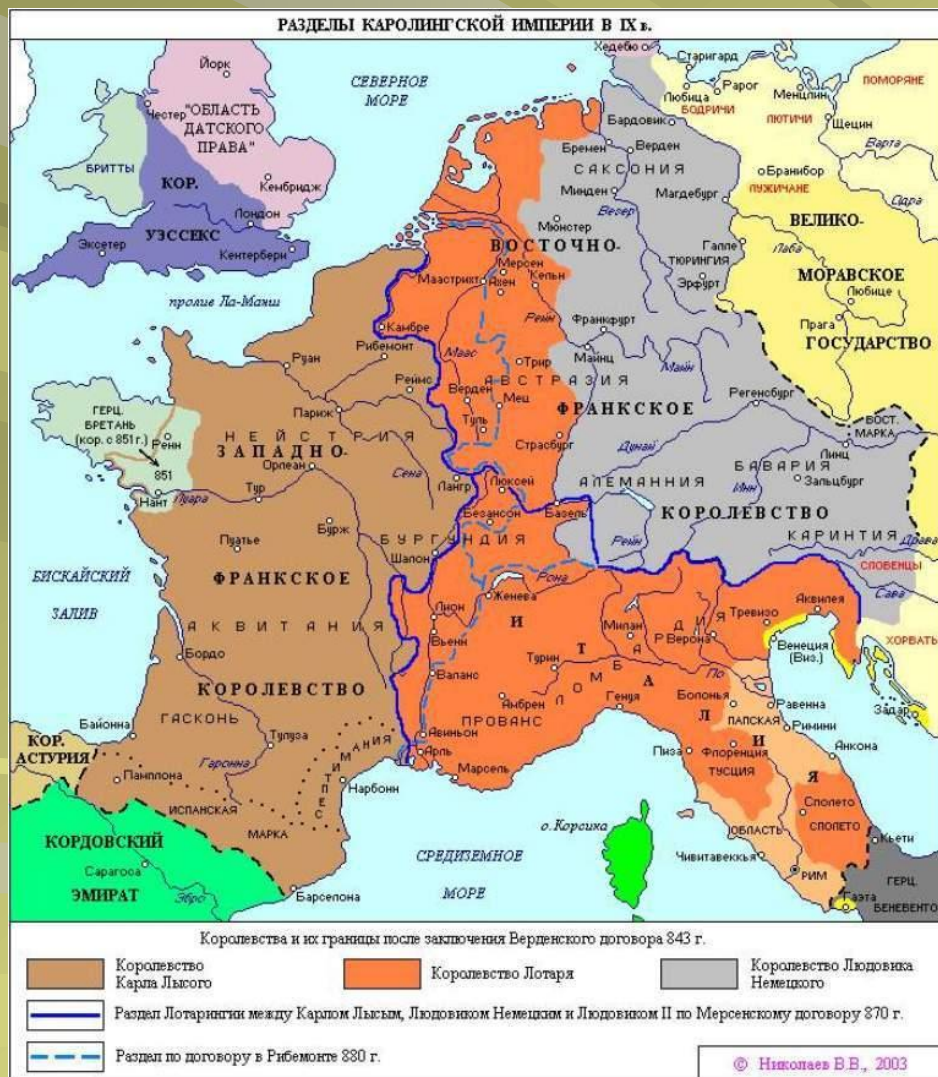 РАЗДЕЛЫ КАРОЛИНГСКОЙ ИМПЕРИИ В IX в.
Йорк
СЕВЕРНОЕ
МОРЕ
Хедебю
Старигард
Рарог
Любица
БОДРИЧИ
Менцлин
ЛЮТИЧИ
Щецин
ПОМОРЯНЕ
Честер
"ОБЛАСТЬ
ДАТСКОГО
ПРАВА"
БРИТТЫ
Кембридж
КОР.
УЭССЕКС
Лондон
Эксетер
Кентербери
пролив Ла-Манш
Бардовик
Бремен
Верден
САКСОНИЯ
Минден
Везер
Магдебург
Мюнстер
Бранибор
ЛУЖИЧАНЕ
Варта
Одра
ВЕЛИКО-
МОРАВСКОЕ
ГОСУДАРСТВО
Лаба
Любице
Прага
ВОСТОЧНО-
ФРАНКСКОЕ
КОРОЛЕВСТВО
Галле
ТЮРИНГИЯ
Эрфурт
Мерсен
Маастрихт
Ахен
Кельн
Рейн
Камбре
Франкфурт
Майнц
Майн
Рибемонт
Маас
Трир
Руан
Реймс
АВСТРАЗИЯ
Верден
Мец
Туль
Париж
Страсбург
Регенсбург
ВОСТ.
МАРКА
ГЕРЦ.
БРЕТАНЬ
(кор. с 851 г.)
Ренн
851
Нант
НЕЙСТРИЯ
ЗАПАДНО-
ФРАНКСКОЕ
КОРОЛЕВСТВО
Орлеан
Сена
Лангр
Люксей
Дунай
БАВАРИЯ
Линц
Зальцбург
Инн
АЛЕМАННИЯ
Луара
Тур
Безансон
Базель
Бурж
БУРГУНДИЯ
Рейн
КАРИНТИЯ
Драва
Пуатье
Шалон
СЛОВЕНЦЫ
Сава
БИСКАЙСКИЙ
ЗАЛИВ
Рона
Женева
АКВИТАНИЯ
Лион
Вьенн
ИТАЛИЯ
Милан
Верона
Тревизо
Аквилея
ХОРВАТЫ
Венеция
(Виз.)
Бордо
Валанс
Турин
ЛОМБАРДИЯ
По
Амбрен
Генуя
Болонья
Равенна
Задар
ГАСКОНЬ
ПРОВАНС
ПАПСКАЯ
Римини
Байонна
КОР.
АСТУРИЯ
Тулуза
Гаронна
СЕПТИМАНИЯ
Авиньон
Арль
Марсель
Пиза
Флоренция
ТУСЦИЯ
Анкона
Памплона
Нарбонн
ИСПАНСКАЯ
МАРКА
о. Корсика
Сполето
СПОЛЕТО
ОБЛАСТЬ
Кьети
КОРДОВСКИЙ
ЭМИРАТ
Сарагоса
Эбро
СРЕДИЗЕМНОЕ
МОРЕ
Чивитавеккья
РИМ
ГЕРЦ.
БЕНЕВЕНТО
Барселона
Гаэта
Королевства и их границы после заключения Верденского договора 843 г.
Королевство
Карла Лысого
Королевство Лотаря
Королевство Людовика
Немецкого
Раздел Лотарингии между Карлом Лысым, Людовиком Немецким и Людовиком II по Мерсенскому договору 870 г.
Раздел по договору в Рибемонте 880 г.
© Николаев В.В., 2003